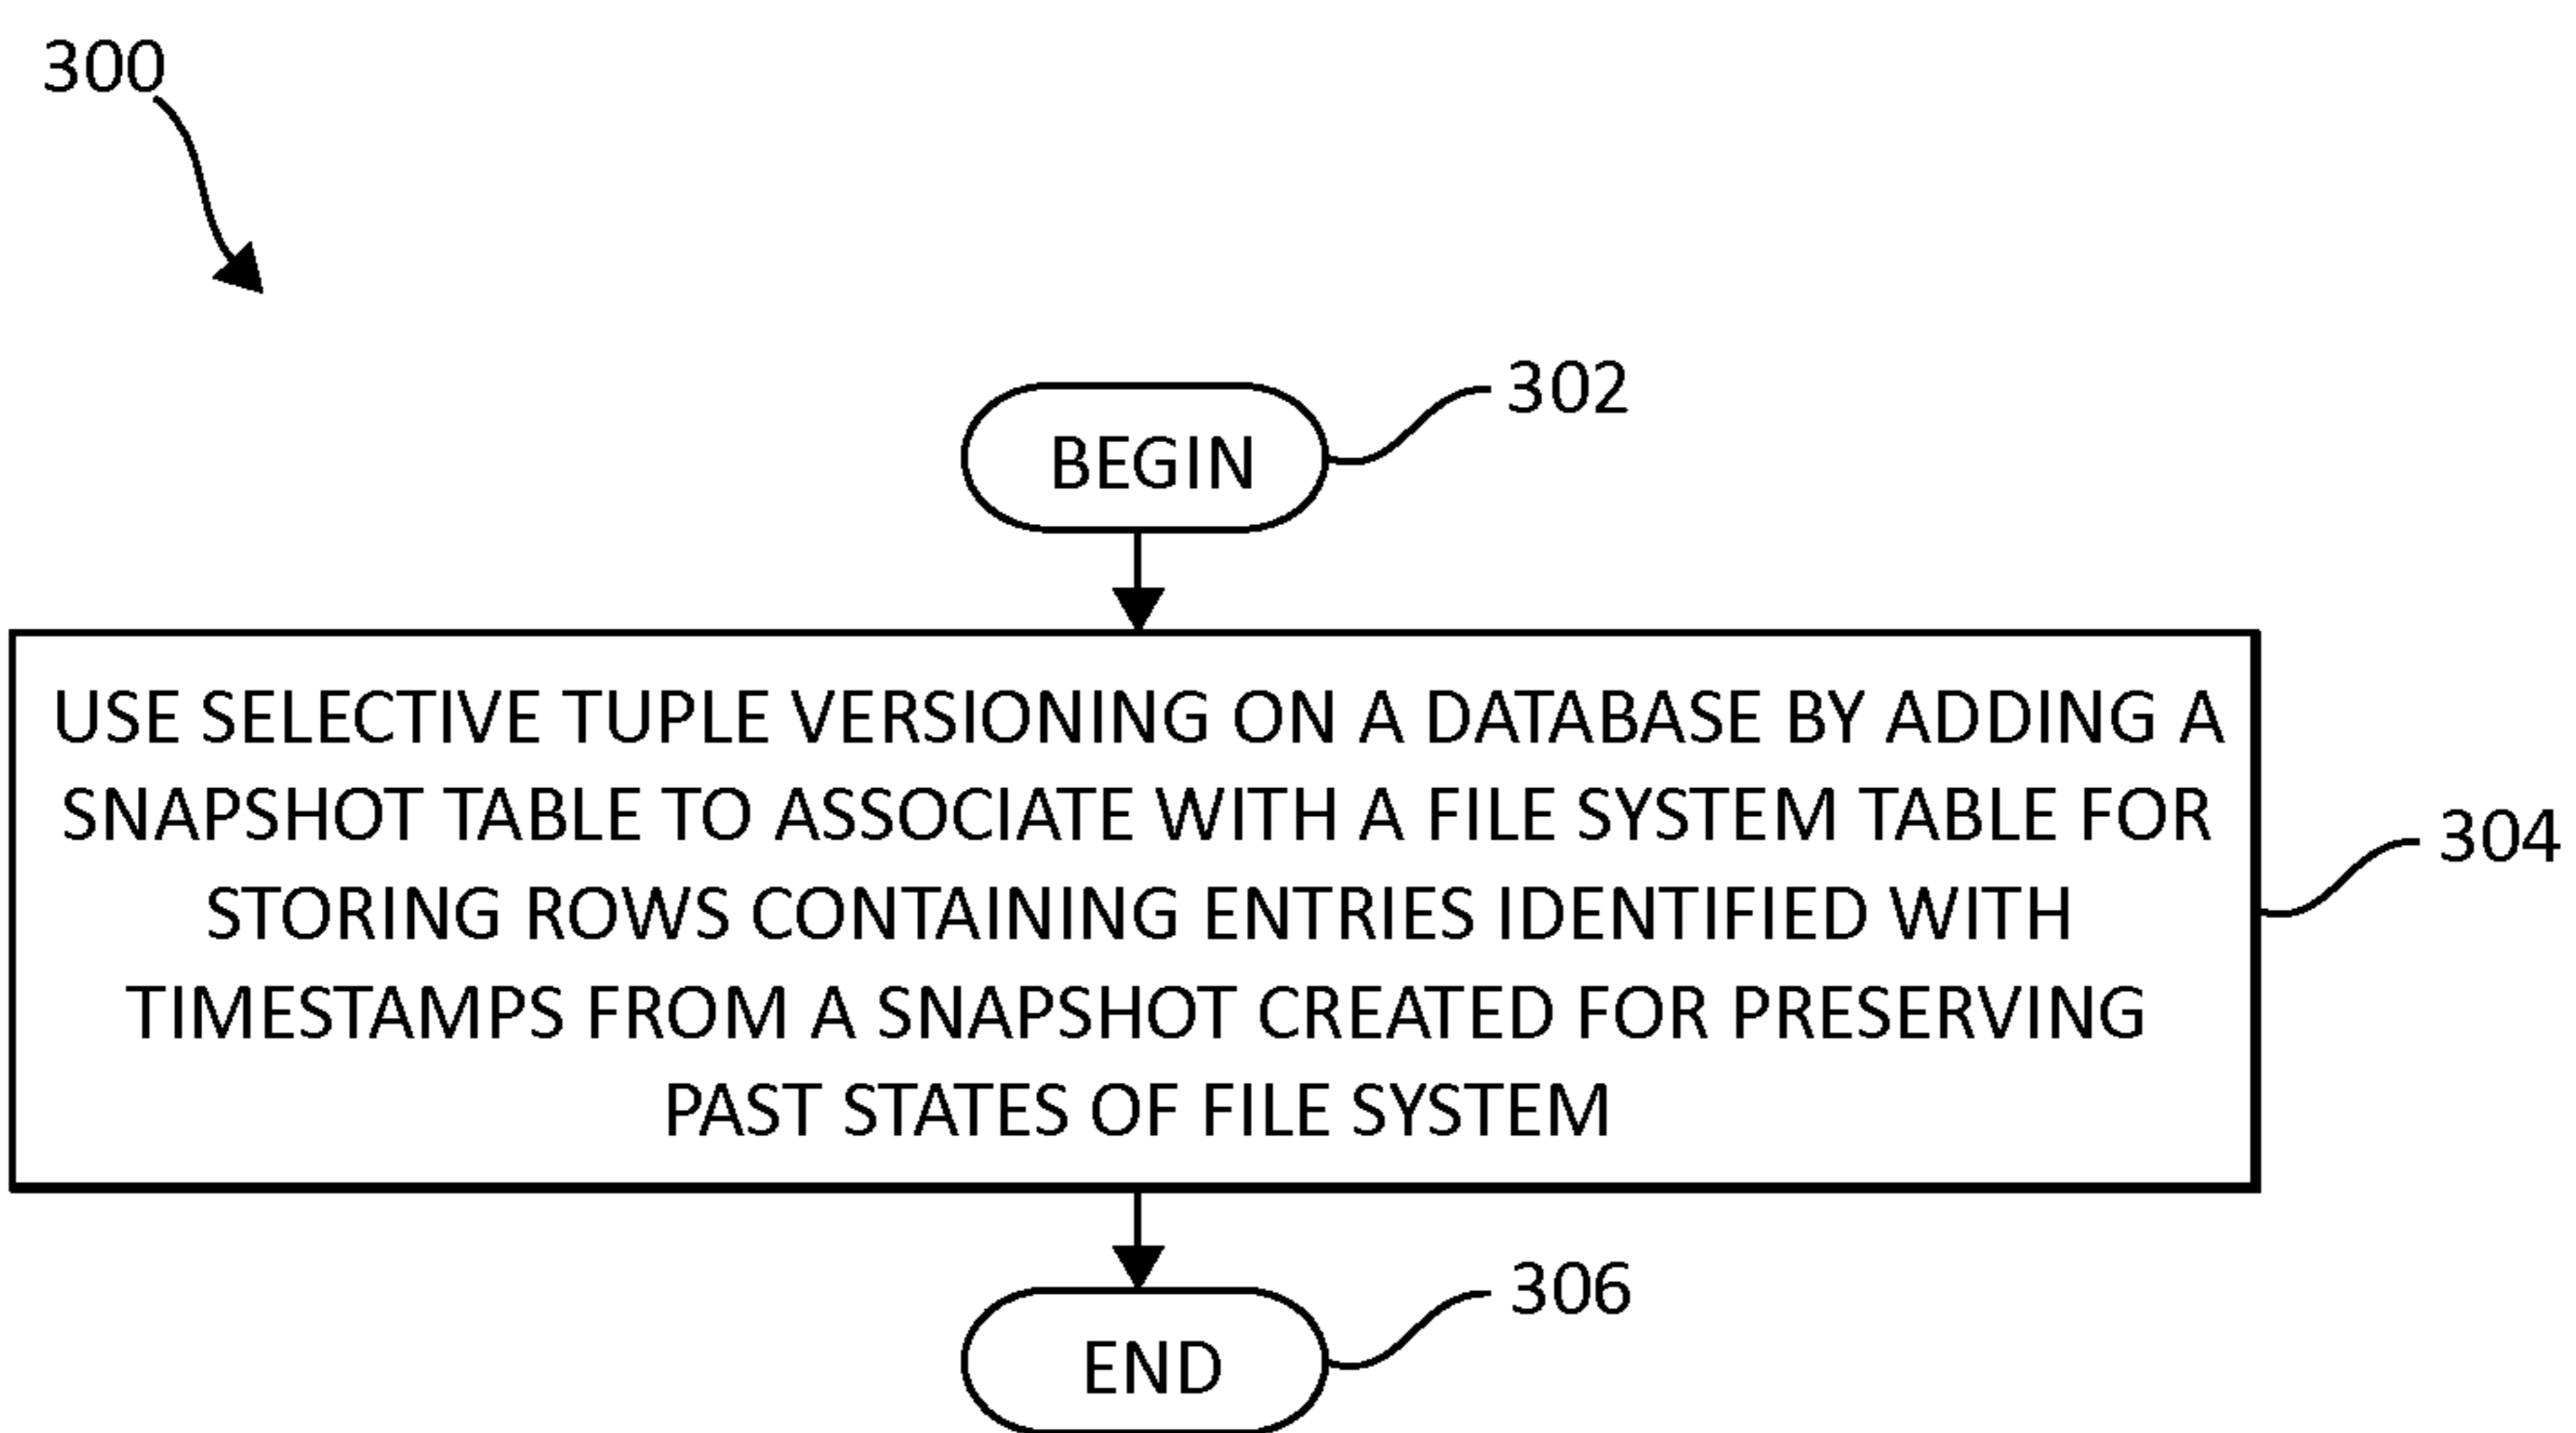 300
302
BEGIN
USE SELECTIVE TUPLE VERSIONING ON A DATABASE BY ADDING A
SNAPSHOT TABLE TO ASSOCIATE WITH A FILE SYSTEM TABLE FOR
STORING ROWS CONTAINING ENTRIES IDENTIFIED WITH
TIMESTAMPS FROM A SNAPSHOT CREATED FOR PRESERVING
PAST STATES OF FILE SYSTEM
304
306
END